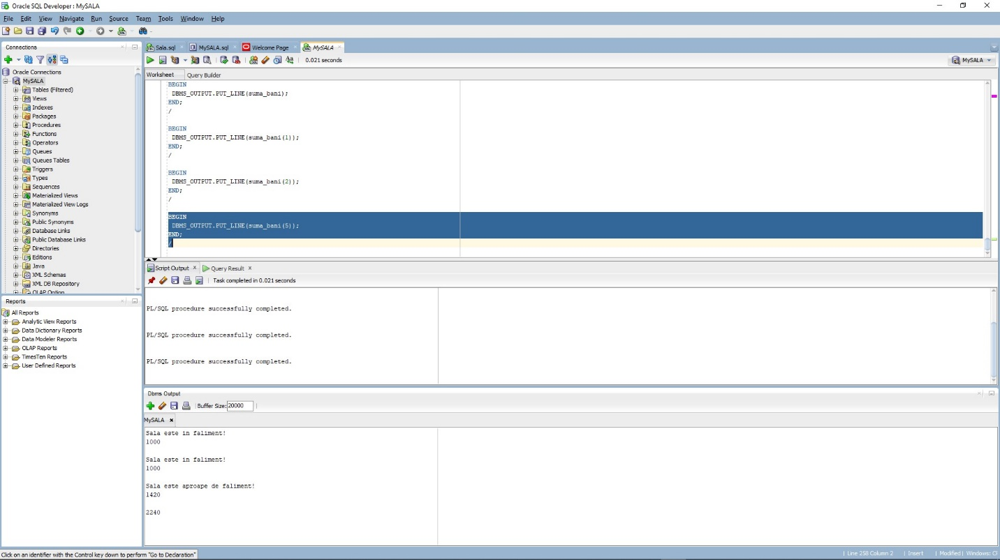 Oracle SQL Developer : MySALA
File Edit View Navigate Run Source Team Tools Window Help
Connections
Oracle Connections
MySALA
Tables (Filtered)
Views
Indexes
Packages
Procedures
Functions
Operators
Queues
Queues Tables
Triggers
Types
Sequences
Materialized Views
Materialized View Logs
Synonyms
Public Synonyms
Database Links
Public Database Links
Directories
Editions
Java
XML Schemas
XML DB Repository
OLAP Option
Reports
All Reports
Analytic View Reports
Data Dictionary Reports
Data Modeler Reports
OLAP Reports
TimesTen Reports
User Defined Reports
Sala.sql MySALA.sql Welcome Page MySALA
0.021 seconds MySALA
Worksheet Query Builder
BEGIN
DBMS_OUTPUT.PUT_LINE(suma_bani);
END;
/
BEGIN
DBMS_OUTPUT.PUT_LINE(suma_bani(1));
END;
/
BEGIN
DBMS_OUTPUT.PUT_LINE(suma_bani(2));
END;
/
BEGIN
DBMS_OUTPUT.PUT_LINE(suma_bani(5));
END;
/
Script Output x Query Result x
Task completed in 0.021 seconds
PL/SQL procedure successfully completed.
PL/SQL procedure successfully completed.
PL/SQL procedure successfully completed.
Dbms Output
Buffer Size: 20000
MySALA x
Sala este in faliment!
1000
Sala este in faliment!
1000
Sala este aproape de faliment!
1420
2240
Click on an identifier with the Control key down to perform "Go to Declaration"
Line 258 Column 2 | Insert | Modified | Windows: Cl